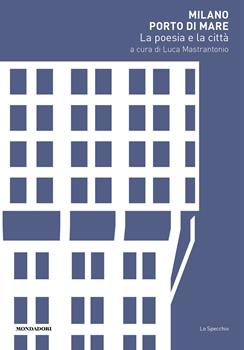 MILANO
PORTO DI MARE
La poesia e la città
a cura di Luca Mastrantonio
MONDADORI
Lo Specchio